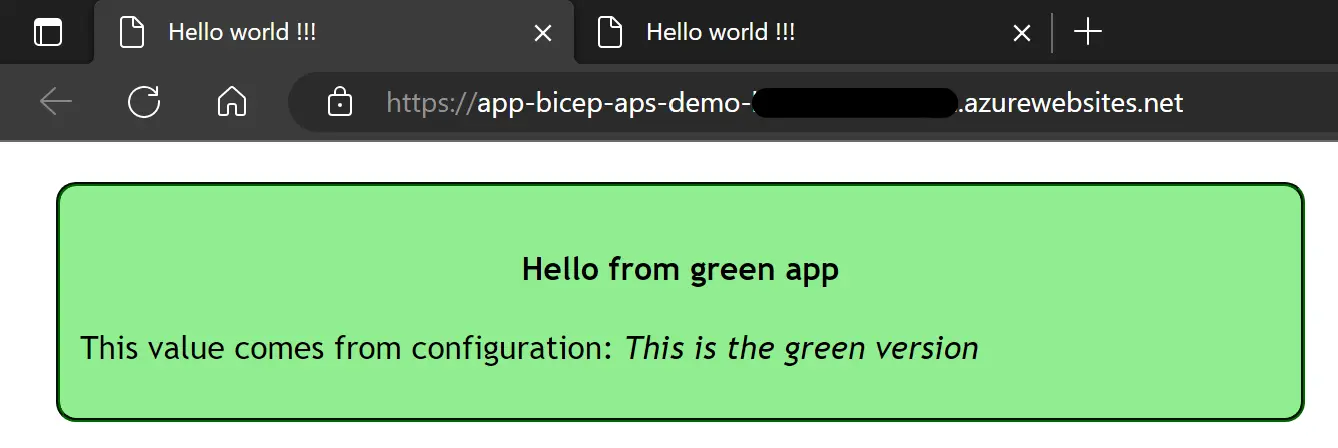 Hello world !!!
Hello world !!!
https://app-bicep-aps-demo-.azurewebsites.net
Hello from green app
This value comes from configuration: This is the green version